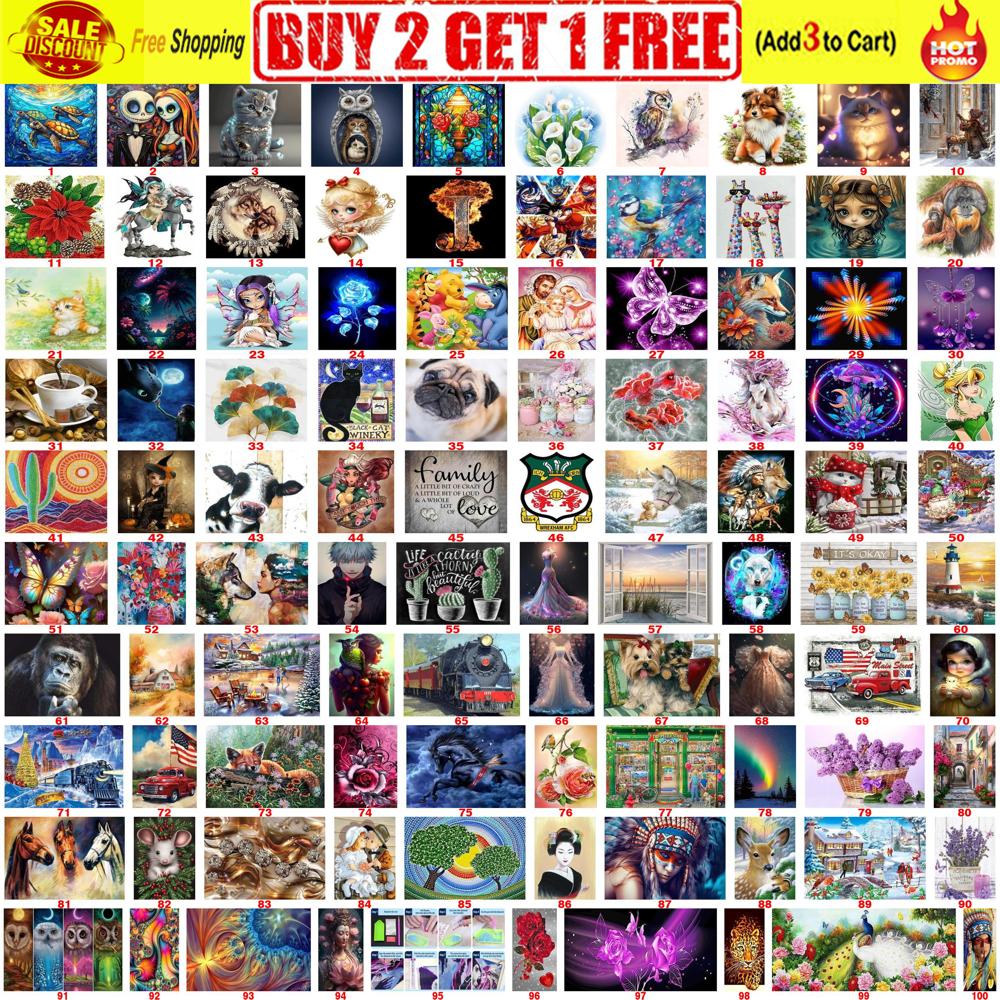 SALE
DISCOUNT
Free Shopping
BUY 2 GET 1 FREE
(Add 3 to Cart)
HOT
PROMO
1 2 3 4 5 6 7 8 9 10
11 12 13 14 15 16 17 18 19 20
21 22 23 24 25 26 27 28 29 30
BLACK CAT
WINERY
31 32 33 34 35 36 37 38 39 40
Family
A LITTLE BIT OF CRAZY
A LITTLE BIT OF LOUD
& A WHOLE
LOT
OF love
1864 1864
WREXHAM AFC
41 42 43 44 45 46 47 48 49 50
LIFE
cactus
THORNY
but
Beautiful
IT'S OKAY
51 52 53 54 55 56 57 58 59 60
Main Street
61 62 63 64 65 66 67 68 69 70
71 72 73 74 75 76 77 78 79 80
81 82 83 84 85 86 87 88 89 90
91 92 93 94 95 96 97 98 99 100